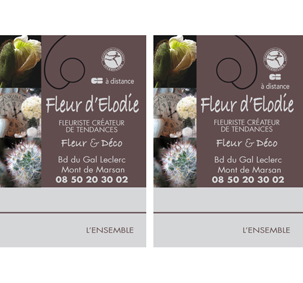 à distance
Fleur d'Elodie
FLEURISTE CRÉATEUR
DE TENDANCES
Fleur & Déco
Bd du Gal Leclerc
Mont de Marsan
08 50 20 30 02
L'ENSEMBLE
à distance
Fleur d'Elodie
FLEURISTE CRÉATEUR
DE TENDANCES
Fleur & Déco
Bd du Gal Leclerc
Mont de Marsan
08 50 20 30 02
L'ENSEMBLE